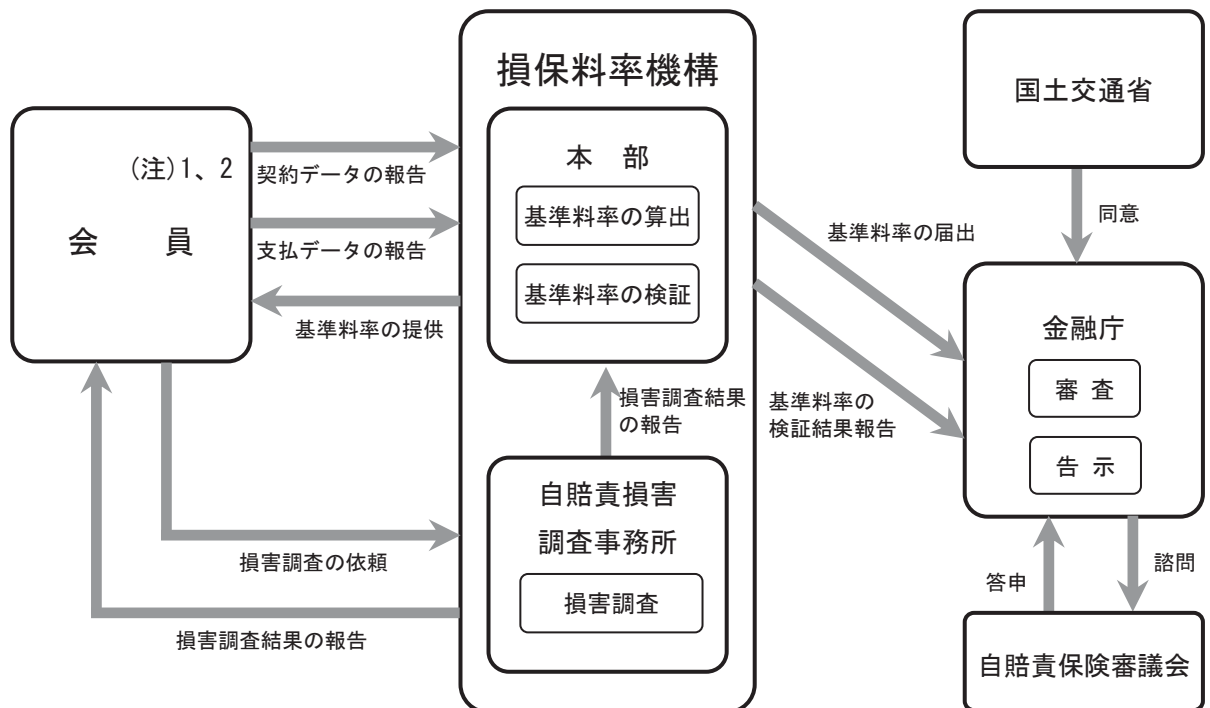 損保料率機構
国土交通省
(注)1、2
会　　員
契約データの報告
支払データの報告
基準料率の提供
本　部
基準料率の算出
基準料率の検証
基準料率の届出
同意
金融庁
審 査
告 示
損害調査結果
の報告
基準料率の
検証結果報告
自賠責損害
調査事務所
損害調査
損害調査の依頼
損害調査結果の報告
答申
諮問
自賠責保険審議会